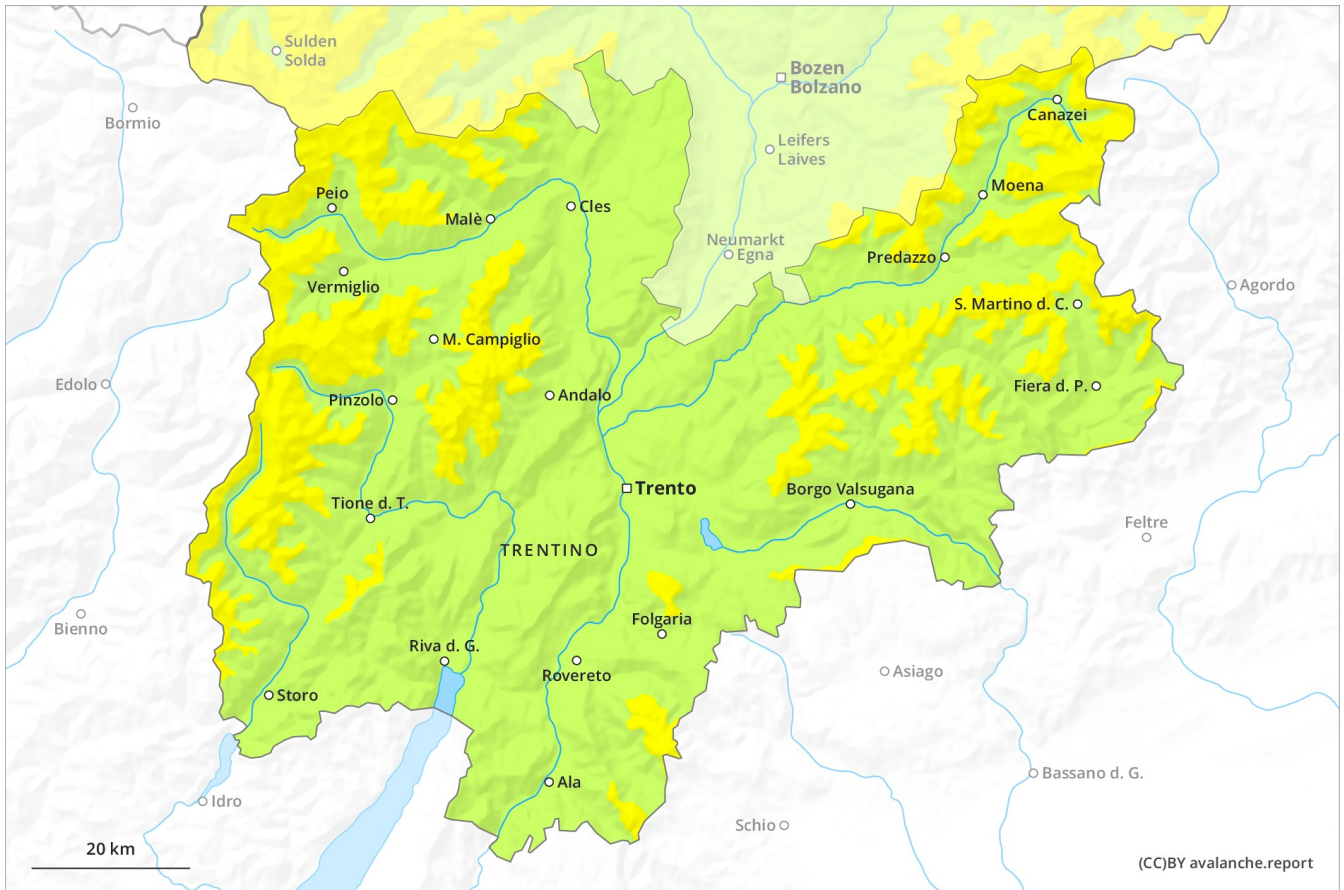 Sulden
Solda
Bozen
Bolzano
Bormio
Canazei
Leifers
Laives
Peio
Moena
Malè
Cles
Neumarkt
Egna
Predazzo
Vermiglio
Agordo
S. Martino d. C.
M. Campiglio
Edolo
Fiera d. P.
Pinzolo
Andalo
Trento
Borgo Valsugana
Tione d. T.
Feltre
TRENTINO
Bienno
Folgaria
Riva d. G.
Asiago
Rovereto
Storo
Bassano d. G.
Ala
Idro
Schio
20 km
(CC)BY avalanche.report